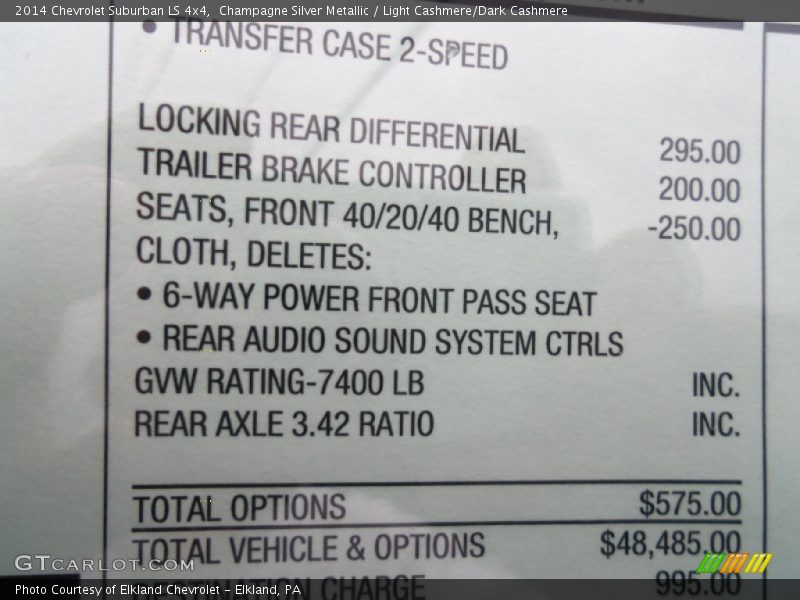 2014 Chevrolet Suburban LS 4x4, Champagne Silver Metallic / Light Cashmere/Dark Cashmere
• TRANSFER CASE 2-SPEED
LOCKING REAR DIFFERENTIAL 295.00
TRAILER BRAKE CONTROLLER 200.00
SEATS, FRONT 40/20/40 BENCH, -250.00
CLOTH, DELETES:
• 6-WAY POWER FRONT PASS SEAT
• REAR AUDIO SOUND SYSTEM CTRLS
GVW RATING-7400 LB INC.
REAR AXLE 3.42 RATIO INC.
TOTAL OPTIONS $575.00
TOTAL VEHICLE & OPTIONS $48,485.00
DESTINATION CHARGE 995.00
GTcarlot.com
Photo Courtesy of Elkland Chevrolet - Elkland, PA